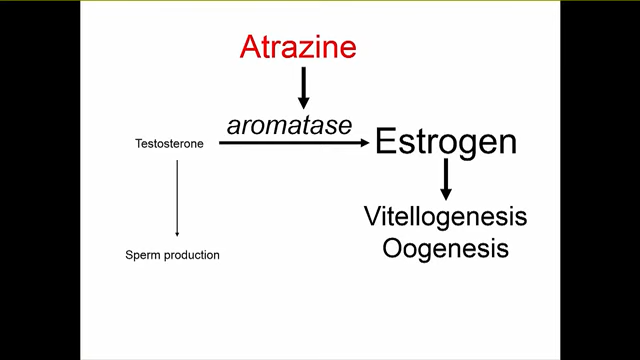 Atrazine
aromatase
Testosterone
Estrogen
Vitellogenesis
Oogenesis
Sperm production